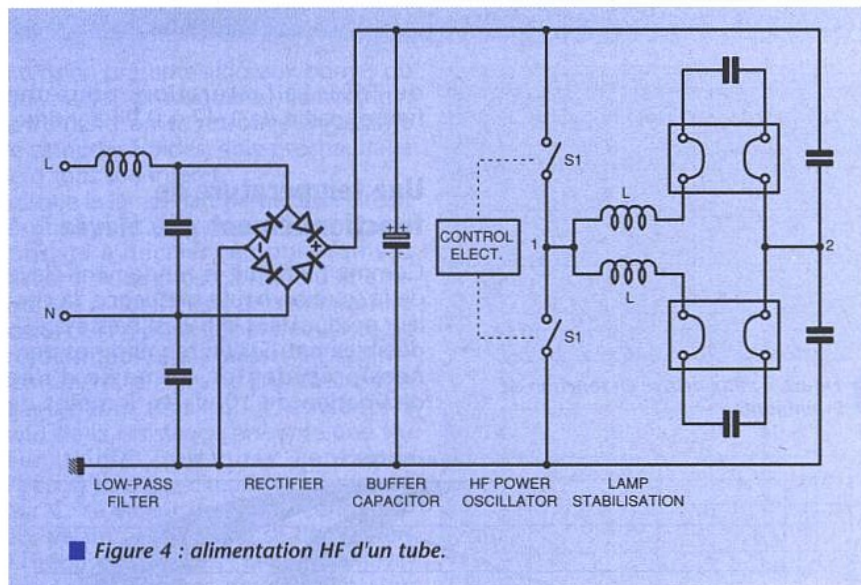 L
N
S1
S1
L
L
1
2
CONTROL
ELECT.
LOW-PASS
FILTER
RECTIFIER
BUFFER
CAPACITOR
HF POWER
OSCILLATOR
LAMP
STABILISATION
Figure 4 : alimentation HF d'un tube.